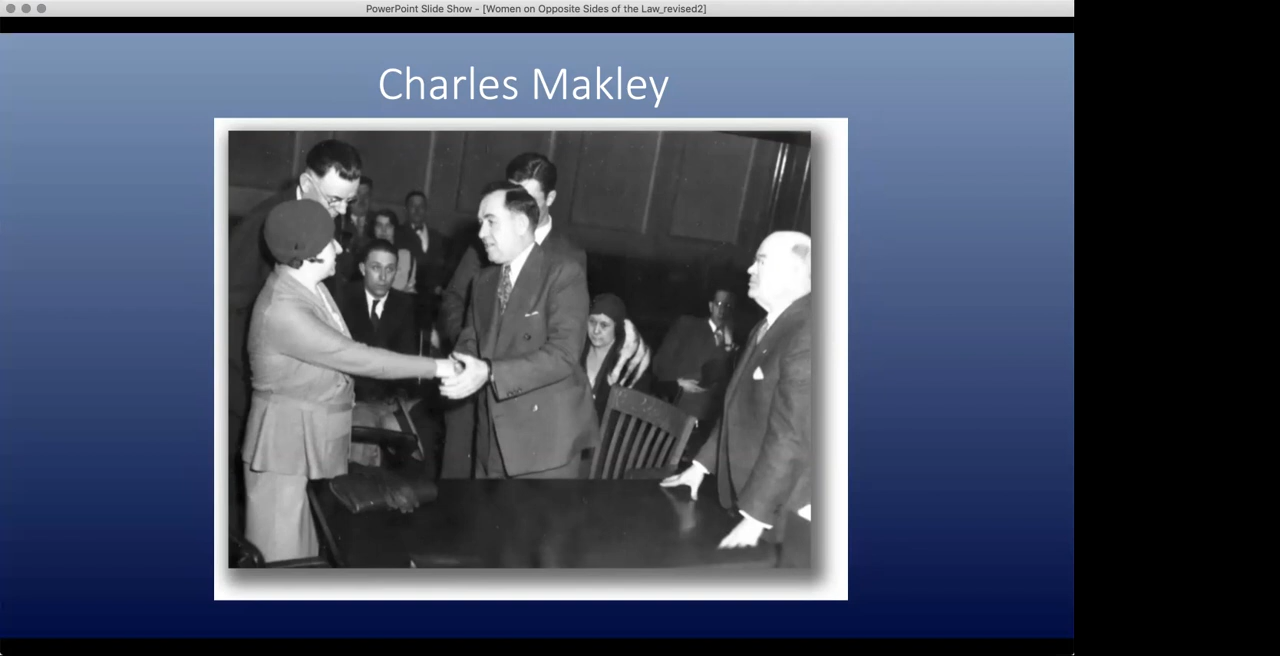 PowerPoint Slide Show - [Women on Opposite Sides of the Law_revised2]
Charles Makley